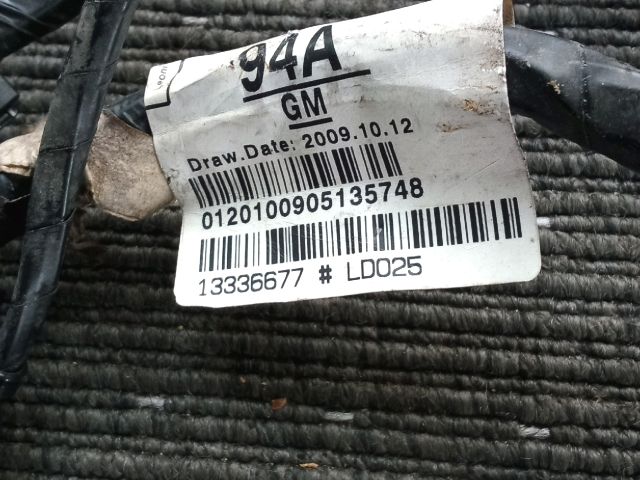 94A
GM
Draw.Date: 2009.10.12
0120100905135748
13336677 # LD025